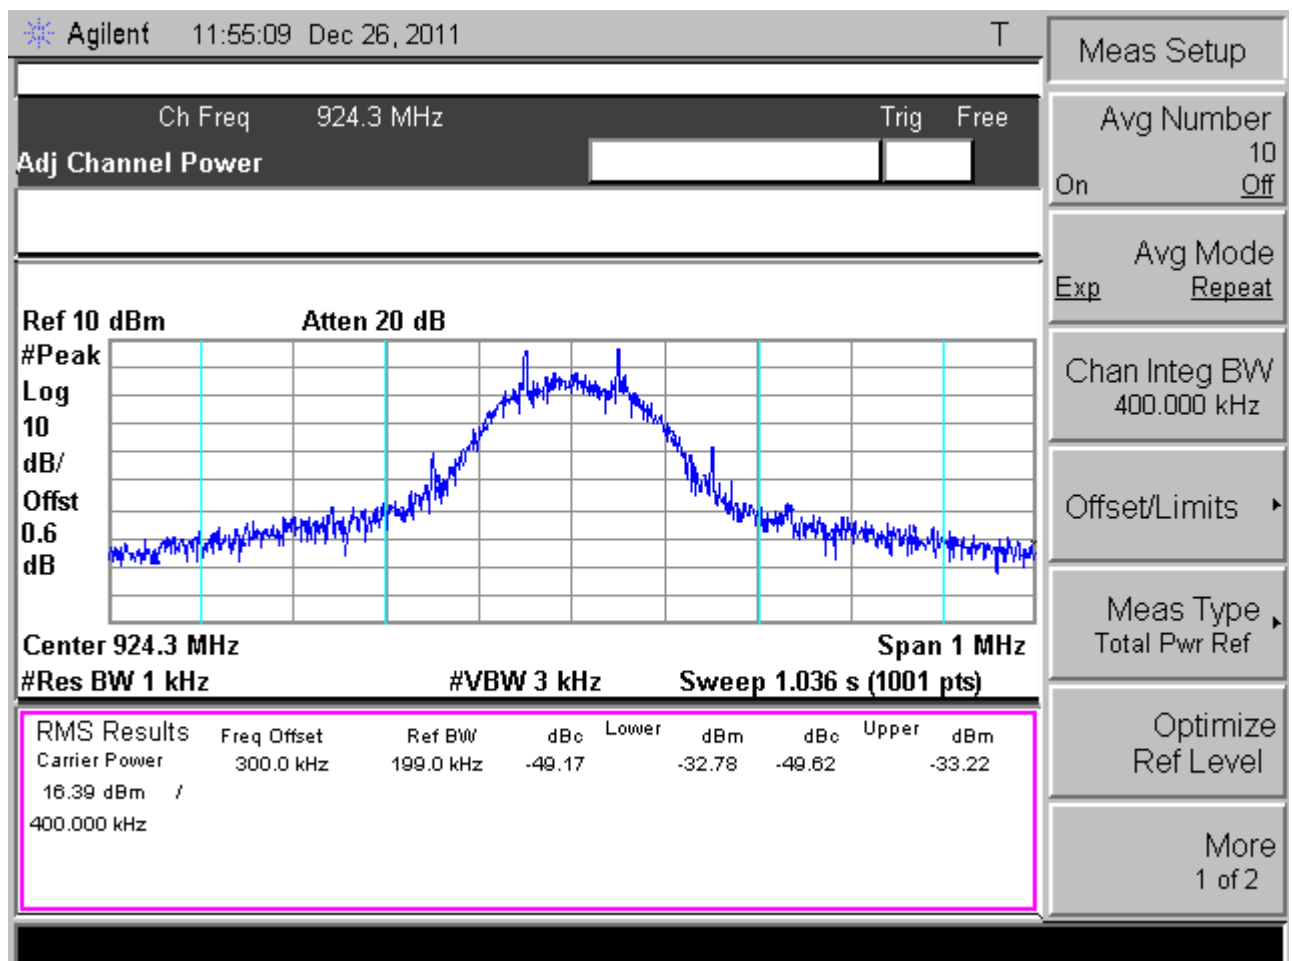 Agilent 11:55:09 Dec 26, 2011 T
Meas Setup
Ch Freq 924.3 MHz Trig Free
Adj Channel Power
Avg Number
10
On Off
Avg Mode
Exp Repeat
Chan Integ BW
400.000 kHz
Offset/Limits
Meas Type
Total Pwr Ref
Optimize
Ref Level
More
1 of 2
Ref 10 dBm Atten 20 dB
#Peak
Log
10
dB/
Offst
0.6
dB
Center 924.3 MHz Span 1 MHz
#Res BW 1 kHz #VBW 3 kHz Sweep 1.036 s (1001 pts)
RMS Results Freq Offset Ref BW dBc Lower dBm dBc Upper dBm
Carrier Power 300.0 kHz 199.0 kHz -49.17 -32.78 -49.62 -33.22
16.39 dBm /
400.000 kHz